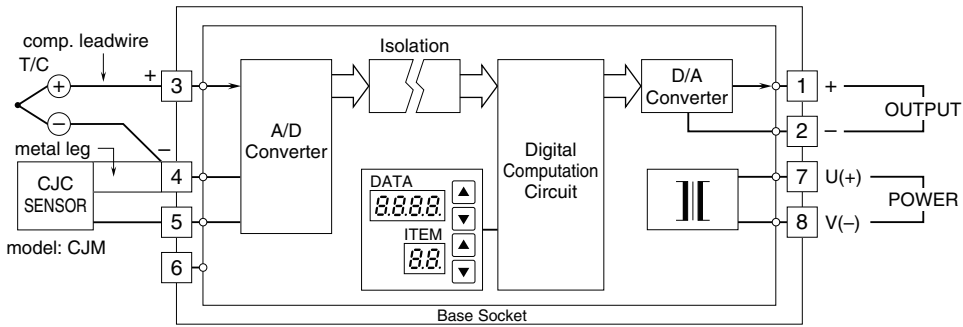 comp. leadwire
T/C
+
−
+
3
−
metal leg
4
CJC
SENSOR
5
model: CJM
6
A/D
Converter
Isolation
DATA
8.8.8.8.
ITEM
8.8.
Digital
Computation
Circuit
D/A
Converter
1 +
OUTPUT
2 −
7 U(+)
POWER
8 V(–)
Base Socket